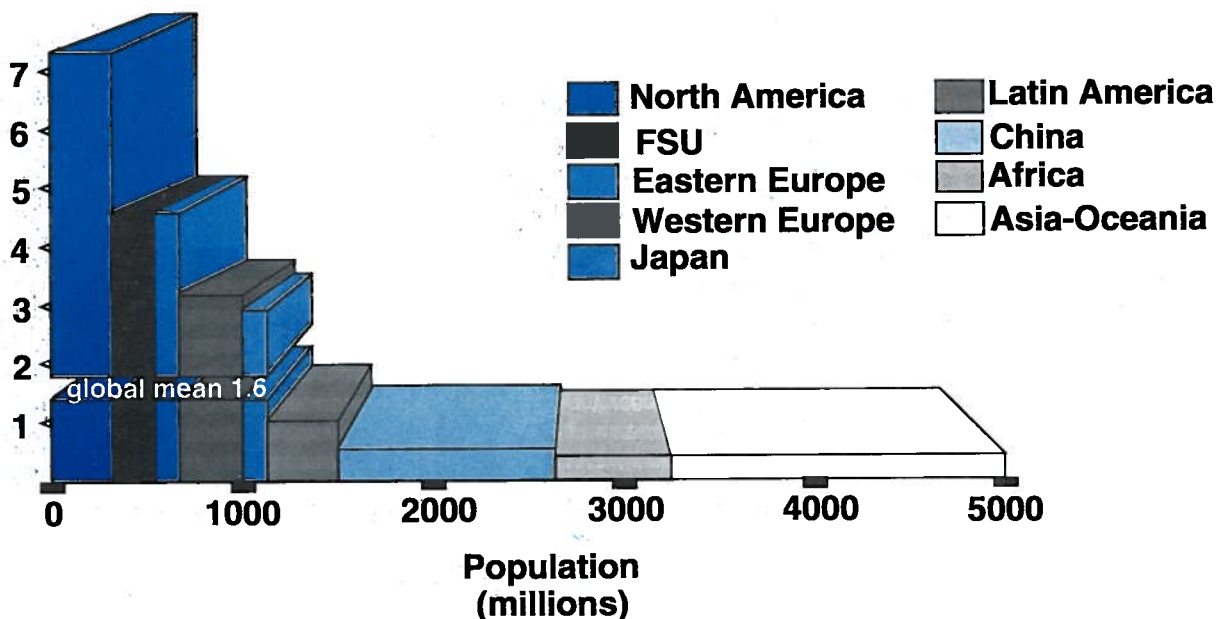 7
6
5
4
3
2
1
global mean 1.6
North America
FSU
Eastern Europe
Western Europe
Japan
Latin America
China
Africa
Asia-Oceania
0 1000 2000 3000 4000 5000
Population
(millions)